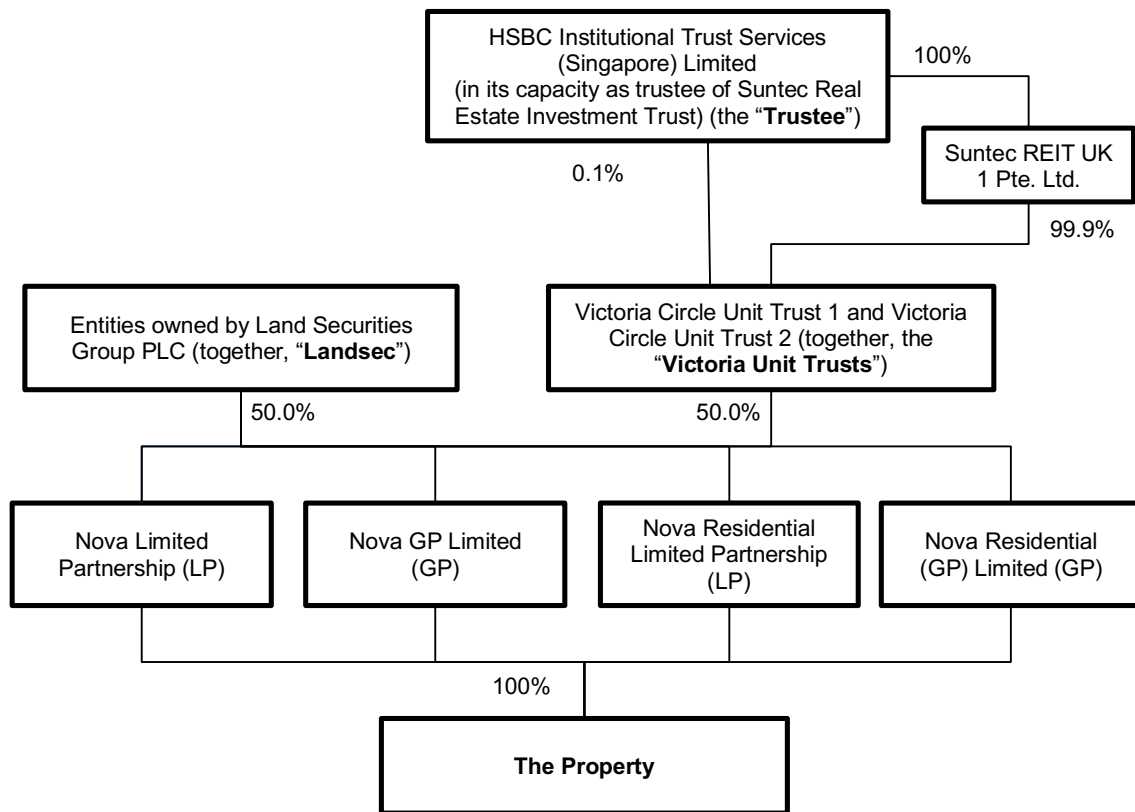 HSBC Institutional Trust Services
(Singapore) Limited
(in its capacity as trustee of Suntec Real
Estate Investment Trust) (the “Trustee”)
100%
Suntec REIT UK
1 Pte. Ltd.
0.1%
99.9%
Entities owned by Land Securities
Group PLC (together, “Landsec”)
Victoria Circle Unit Trust 1 and Victoria
Circle Unit Trust 2 (together, the
“Victoria Unit Trusts”)
50.0%
50.0%
Nova Limited
Partnership (LP)
Nova GP Limited
(GP)
Nova Residential
Limited Partnership
(LP)
Nova Residential
(GP) Limited (GP)
100%
The Property